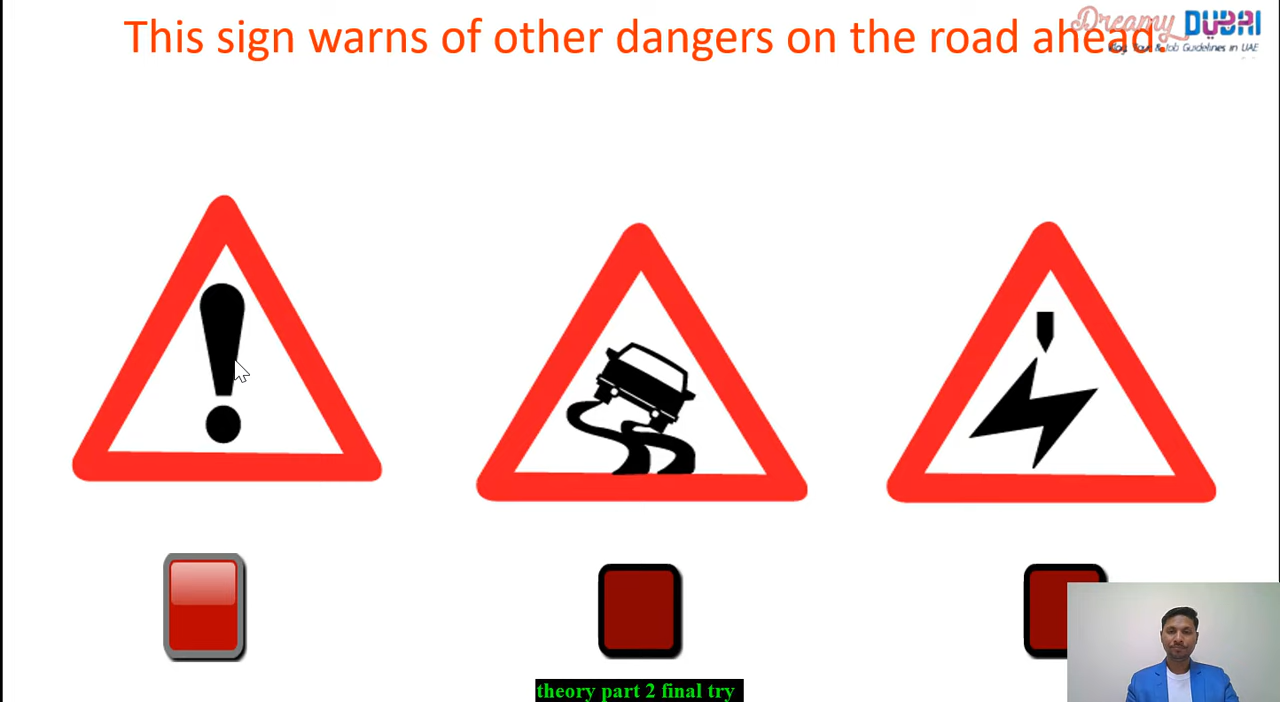 This sign warns of other dangers on the road ahead.
Dreamy DUBAI
& Job Guidelines in UAE
theory part 2 final try